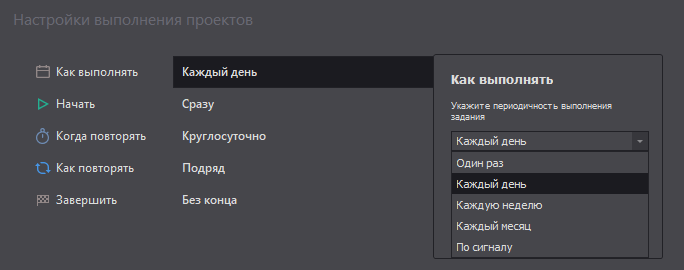 Настройки выполнения проектов
Как выполнять
Каждый день
Начать
Сразу
Когда повторять
Круглосуточно
Как повторять
Подряд
Завершить
Без конца
Как выполнять
Укажите периодичность выполнения
задания
Каждый день
Один раз
Каждый день
Каждую неделю
Каждый месяц
По сигналу